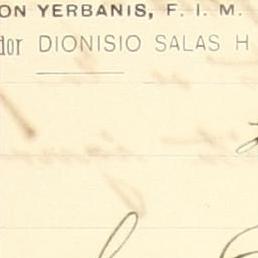 ON YERBANIS, F. I. M.
dor DIONISIO SALAS H